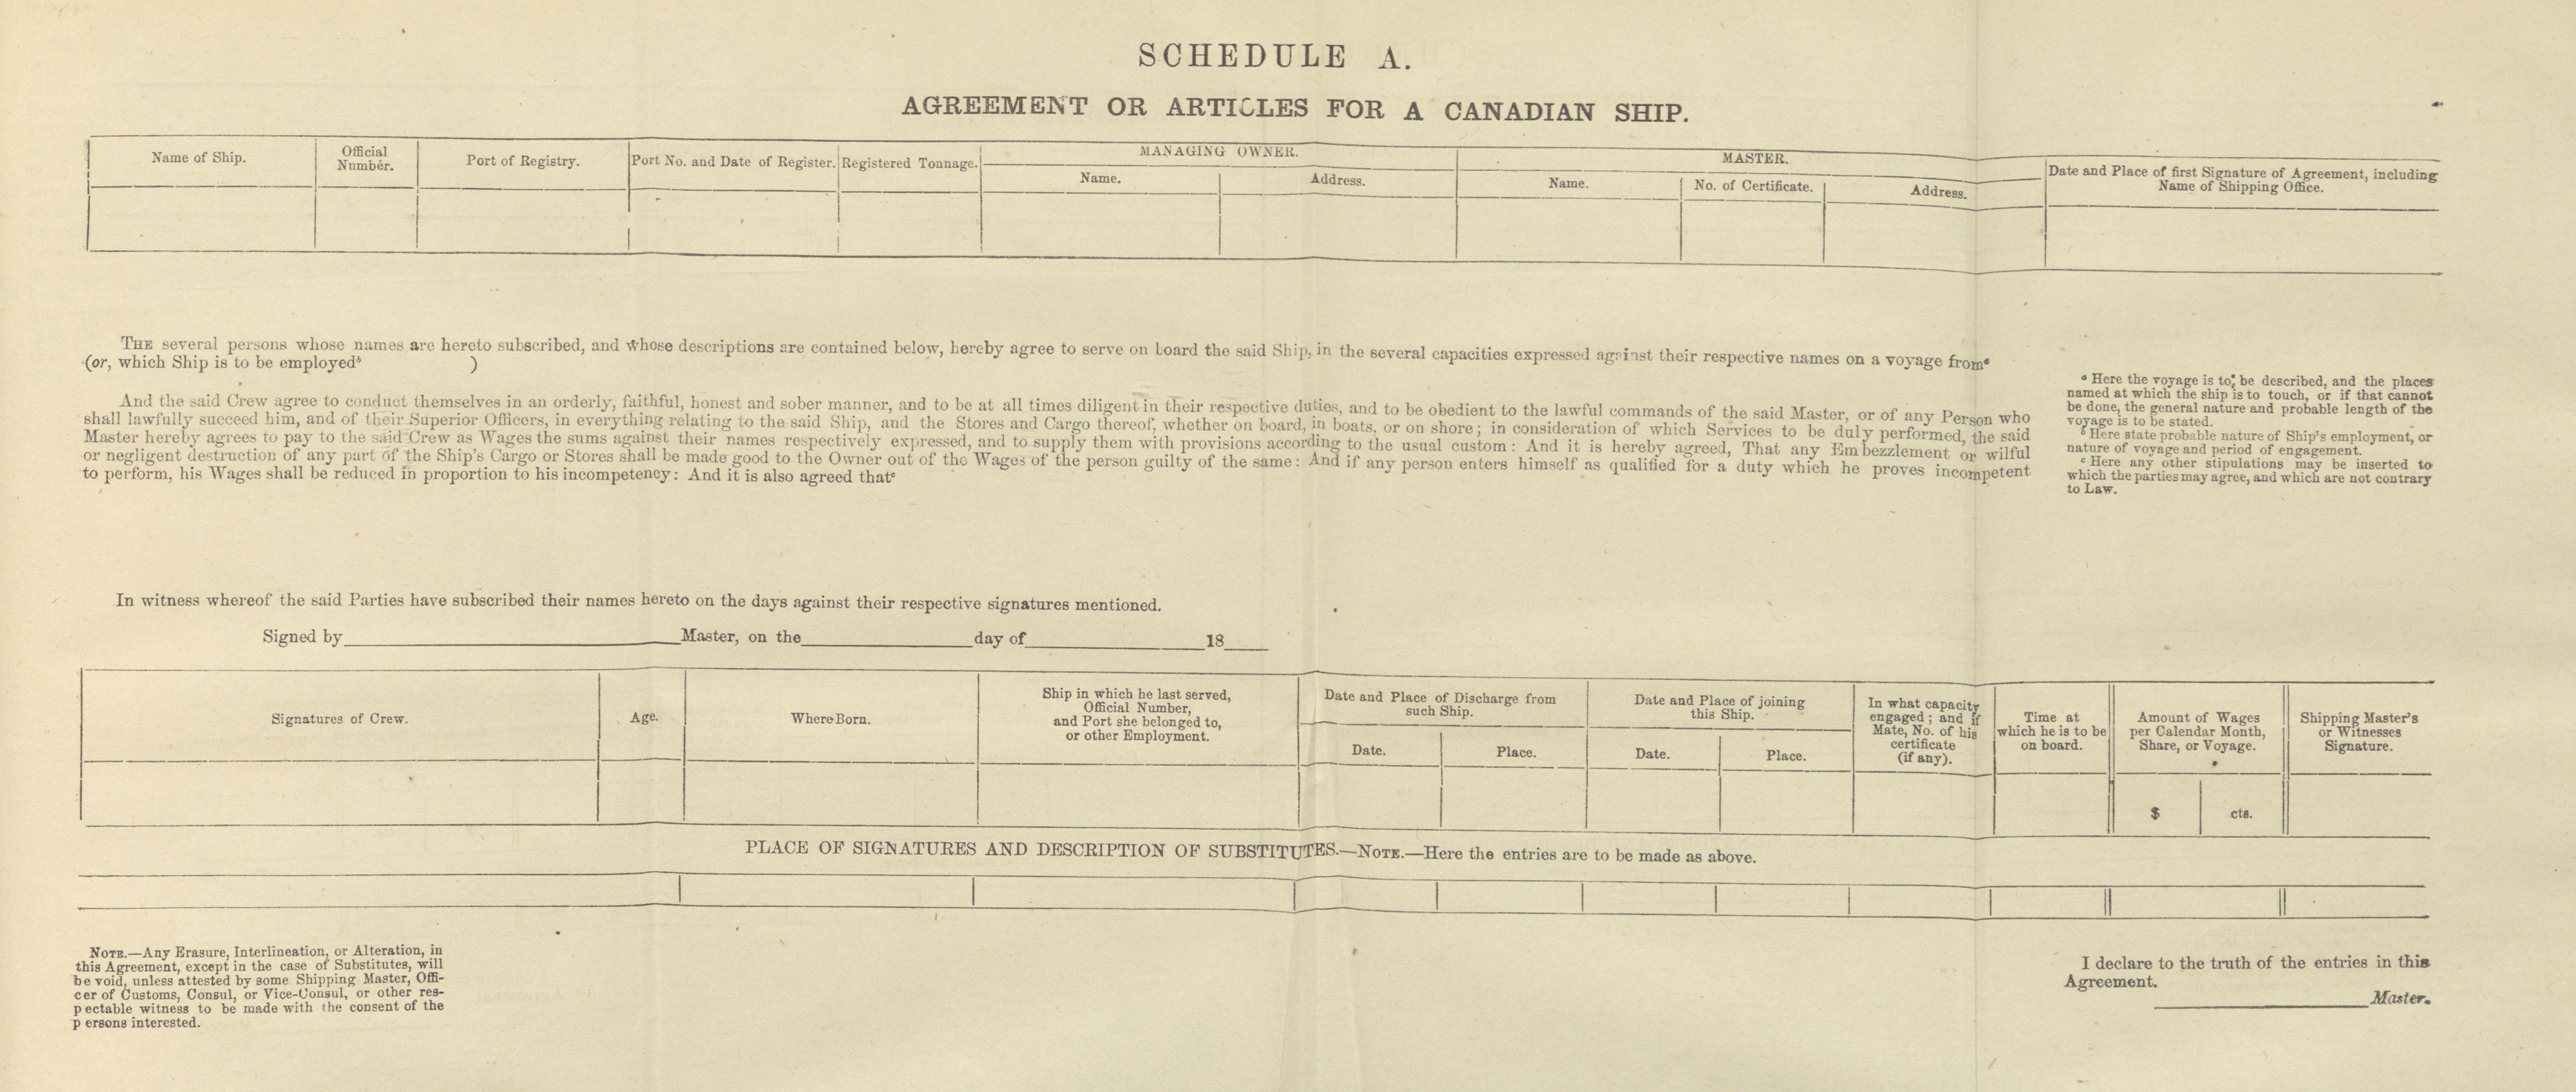 SCHEDULE A.
AGREEMENT OR ARTICLES FOR A CANADIAN SHIP.
Name of Ship.
Official
Number.
Port of Registry.
Port No. and Date of Register.
Registered Tonnage.
MANAGING OWNER.
Name.
Address.
MASTER.
Name.
No. of Certificate.
Address.
Date and Place of first Signature of Agreement, including
Name of Shipping Office.
THE several persons whose names are hereto subscribed, and whose descriptions are contained below, hereby agree to serve on board the said Ship, in the several capacities expressed against their respective names on a voyage from a
(or, which Ship is to be employed b )
And the said Crew agree to conduct themselves in an orderly, faithful, honest and sober manner, and to be at all times diligent in their respective duties, and to be obedient to the lawful commands of the said Master, or of any Person who
shall lawfully succeed him, and of their Superior Officers, in everything relating to the said Ship, and the Stores and Cargo thereof, whether on board, in boats, or on shore; in consideration of which Services to be duly performed, the said
Master hereby agrees to pay to the said Crew as Wages the sums against their names respectively expressed, and to supply them with provisions according to the usual custom: And it is hereby agreed, That any Embezzlement or wilful
or negligent destruction of any part of the Ship's Cargo or Stores shall be made good to the Owner out of the Wages of the person guilty of the same: And if any person enters himself as qualified for a duty which he proves incompetent
to perform, his Wages shall be reduced in proportion to his incompetency: And it is also agreed that c
a Here the voyage is to be described, and the places
named at which the ship is to touch, or if that cannot
be done, the general nature and probable length of the
voyage is to be stated.
b Here state probable nature of Ship's employment, or
nature of voyage and period of engagement.
c Here any other stipulations may be inserted to
which the parties may agree, and which are not contrary
to Law.
In witness whereof the said Parties have subscribed their names hereto on the days against their respective signatures mentioned.
Signed by Master, on the day of 18
Signatures of Crew.
Age.
Where Born.
Ship in which he last served,
Official Number,
and Port she belonged to,
or other Employment.
Date and Place of Discharge from
such Ship.
Date.
Place.
Date and Place of joining
this Ship.
Date.
Place.
In what capacity
engaged; and if
Mate, No. of his
certificate
(if any).
Time at
which he is to be
on board.
Amount of Wages
per Calendar Month,
Share, or Voyage.
$
cts.
Shipping Master's
or Witnesses
Signature.
PLACE OF SIGNATURES AND DESCRIPTION OF SUBSTITUTES.—NOTE.—Here the entries are to be made as above.
NOTE.—Any Erasure, Interlineation, or Alteration, in
this Agreement, except in the case of Substitutes, will
be void, unless attested by some Shipping Master, Offi-
cer of Customs, Consul, or Vice-Consul, or other res-
pectable witness to be made with the consent of the
persons interested.
I declare to the truth of the entries in this
Agreement.
Master.